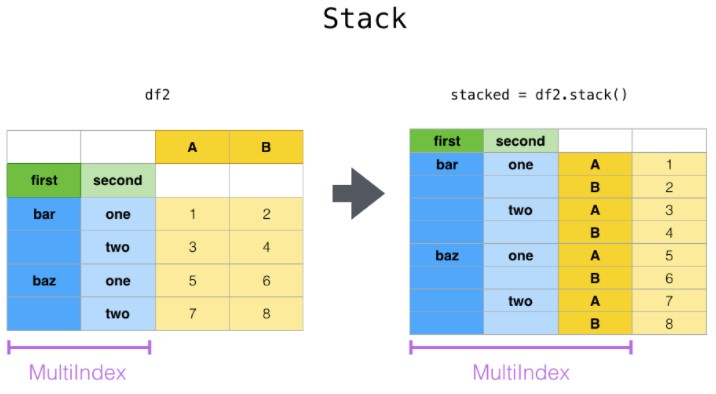 Stack
df2
A B
first second
bar one 1 2
two 3 4
baz one 5 6
two 7 8
MultiIndex
stacked = df2.stack()
first second
bar one A 1
B 2
two A 3
B 4
baz one A 5
B 6
two A 7
B 8
MultiIndex